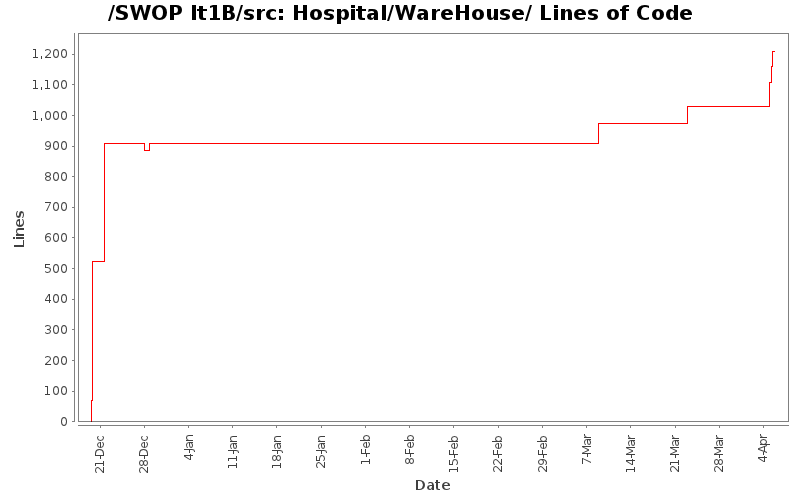 /SWOP It1B/src: Hospital/WareHouse/ Lines of Code
1,200
1,100
1,000
900
800
700
600
500
400
300
200
100
0
Lines
21-Dec
28-Dec
4-Jan
11-Jan
18-Jan
25-Jan
1-Feb
8-Feb
15-Feb
22-Feb
29-Feb
7-Mar
14-Mar
21-Mar
28-Mar
4-Apr
Date